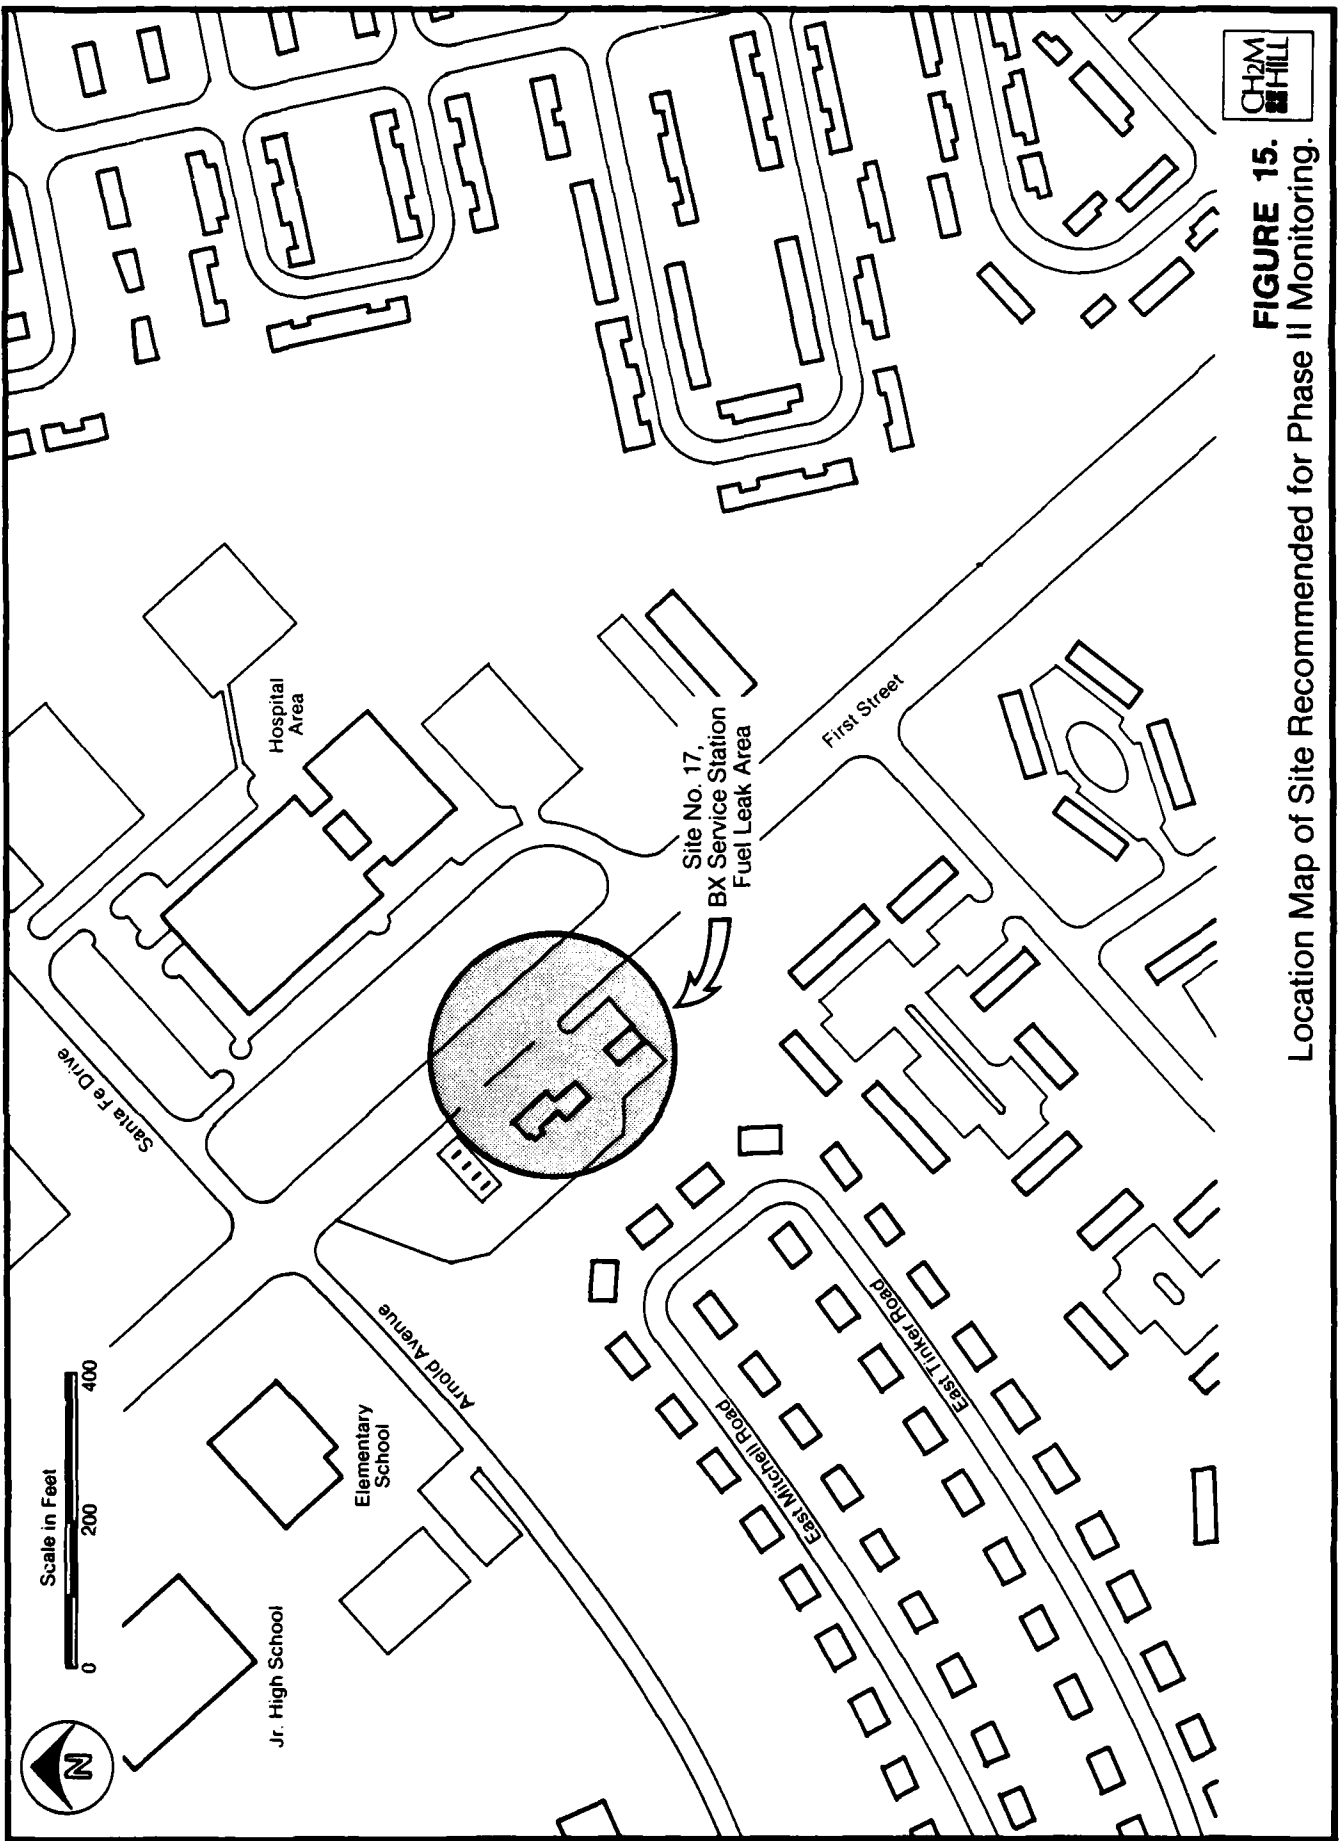 N
Scale in Feet
0 200 400
Jr. High School
Elementary
School
Arnold Avenue
Santa Fe Drive
Hospital
Area
Site No. 17,
BX Service Station
Fuel Leak Area
First Street
East Mitchell Road
East Tinker Road
CH2M
HILL
FIGURE 15.
Location Map of Site Recommended for Phase II Monitoring.